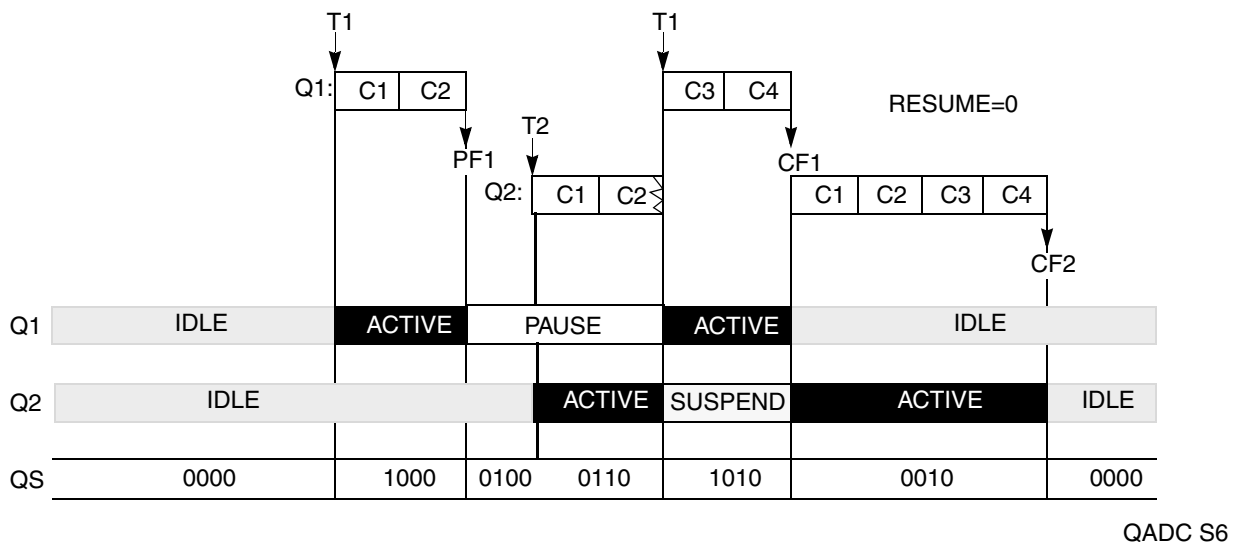 T1 T1
Q1: C1 C2 C3 C4 RESUME=0
T2
PF1 CF1
Q2: C1 C2 C1 C2 C3 C4
CF2
Q1 IDLE ACTIVE PAUSE ACTIVE IDLE
Q2 IDLE ACTIVE SUSPEND ACTIVE IDLE
QS 0000 1000 0100 0110 1010 0010 0000
QADC S6